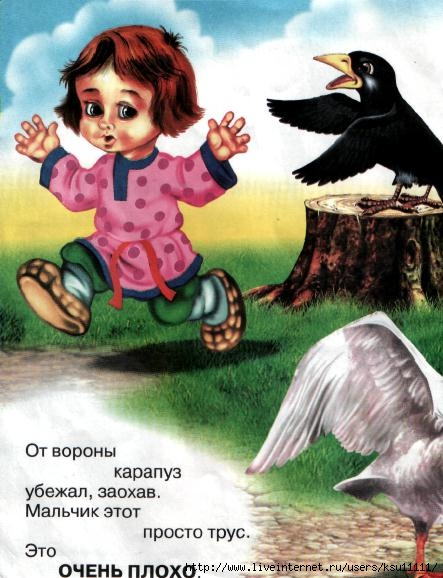 От вороны
карапуз
убежал, заохав.
Мальчик этот
просто трус.
Это
ОЧЕНЬ ПЛОХО.
http://www.liveinternet.ru/users/ksu11111/